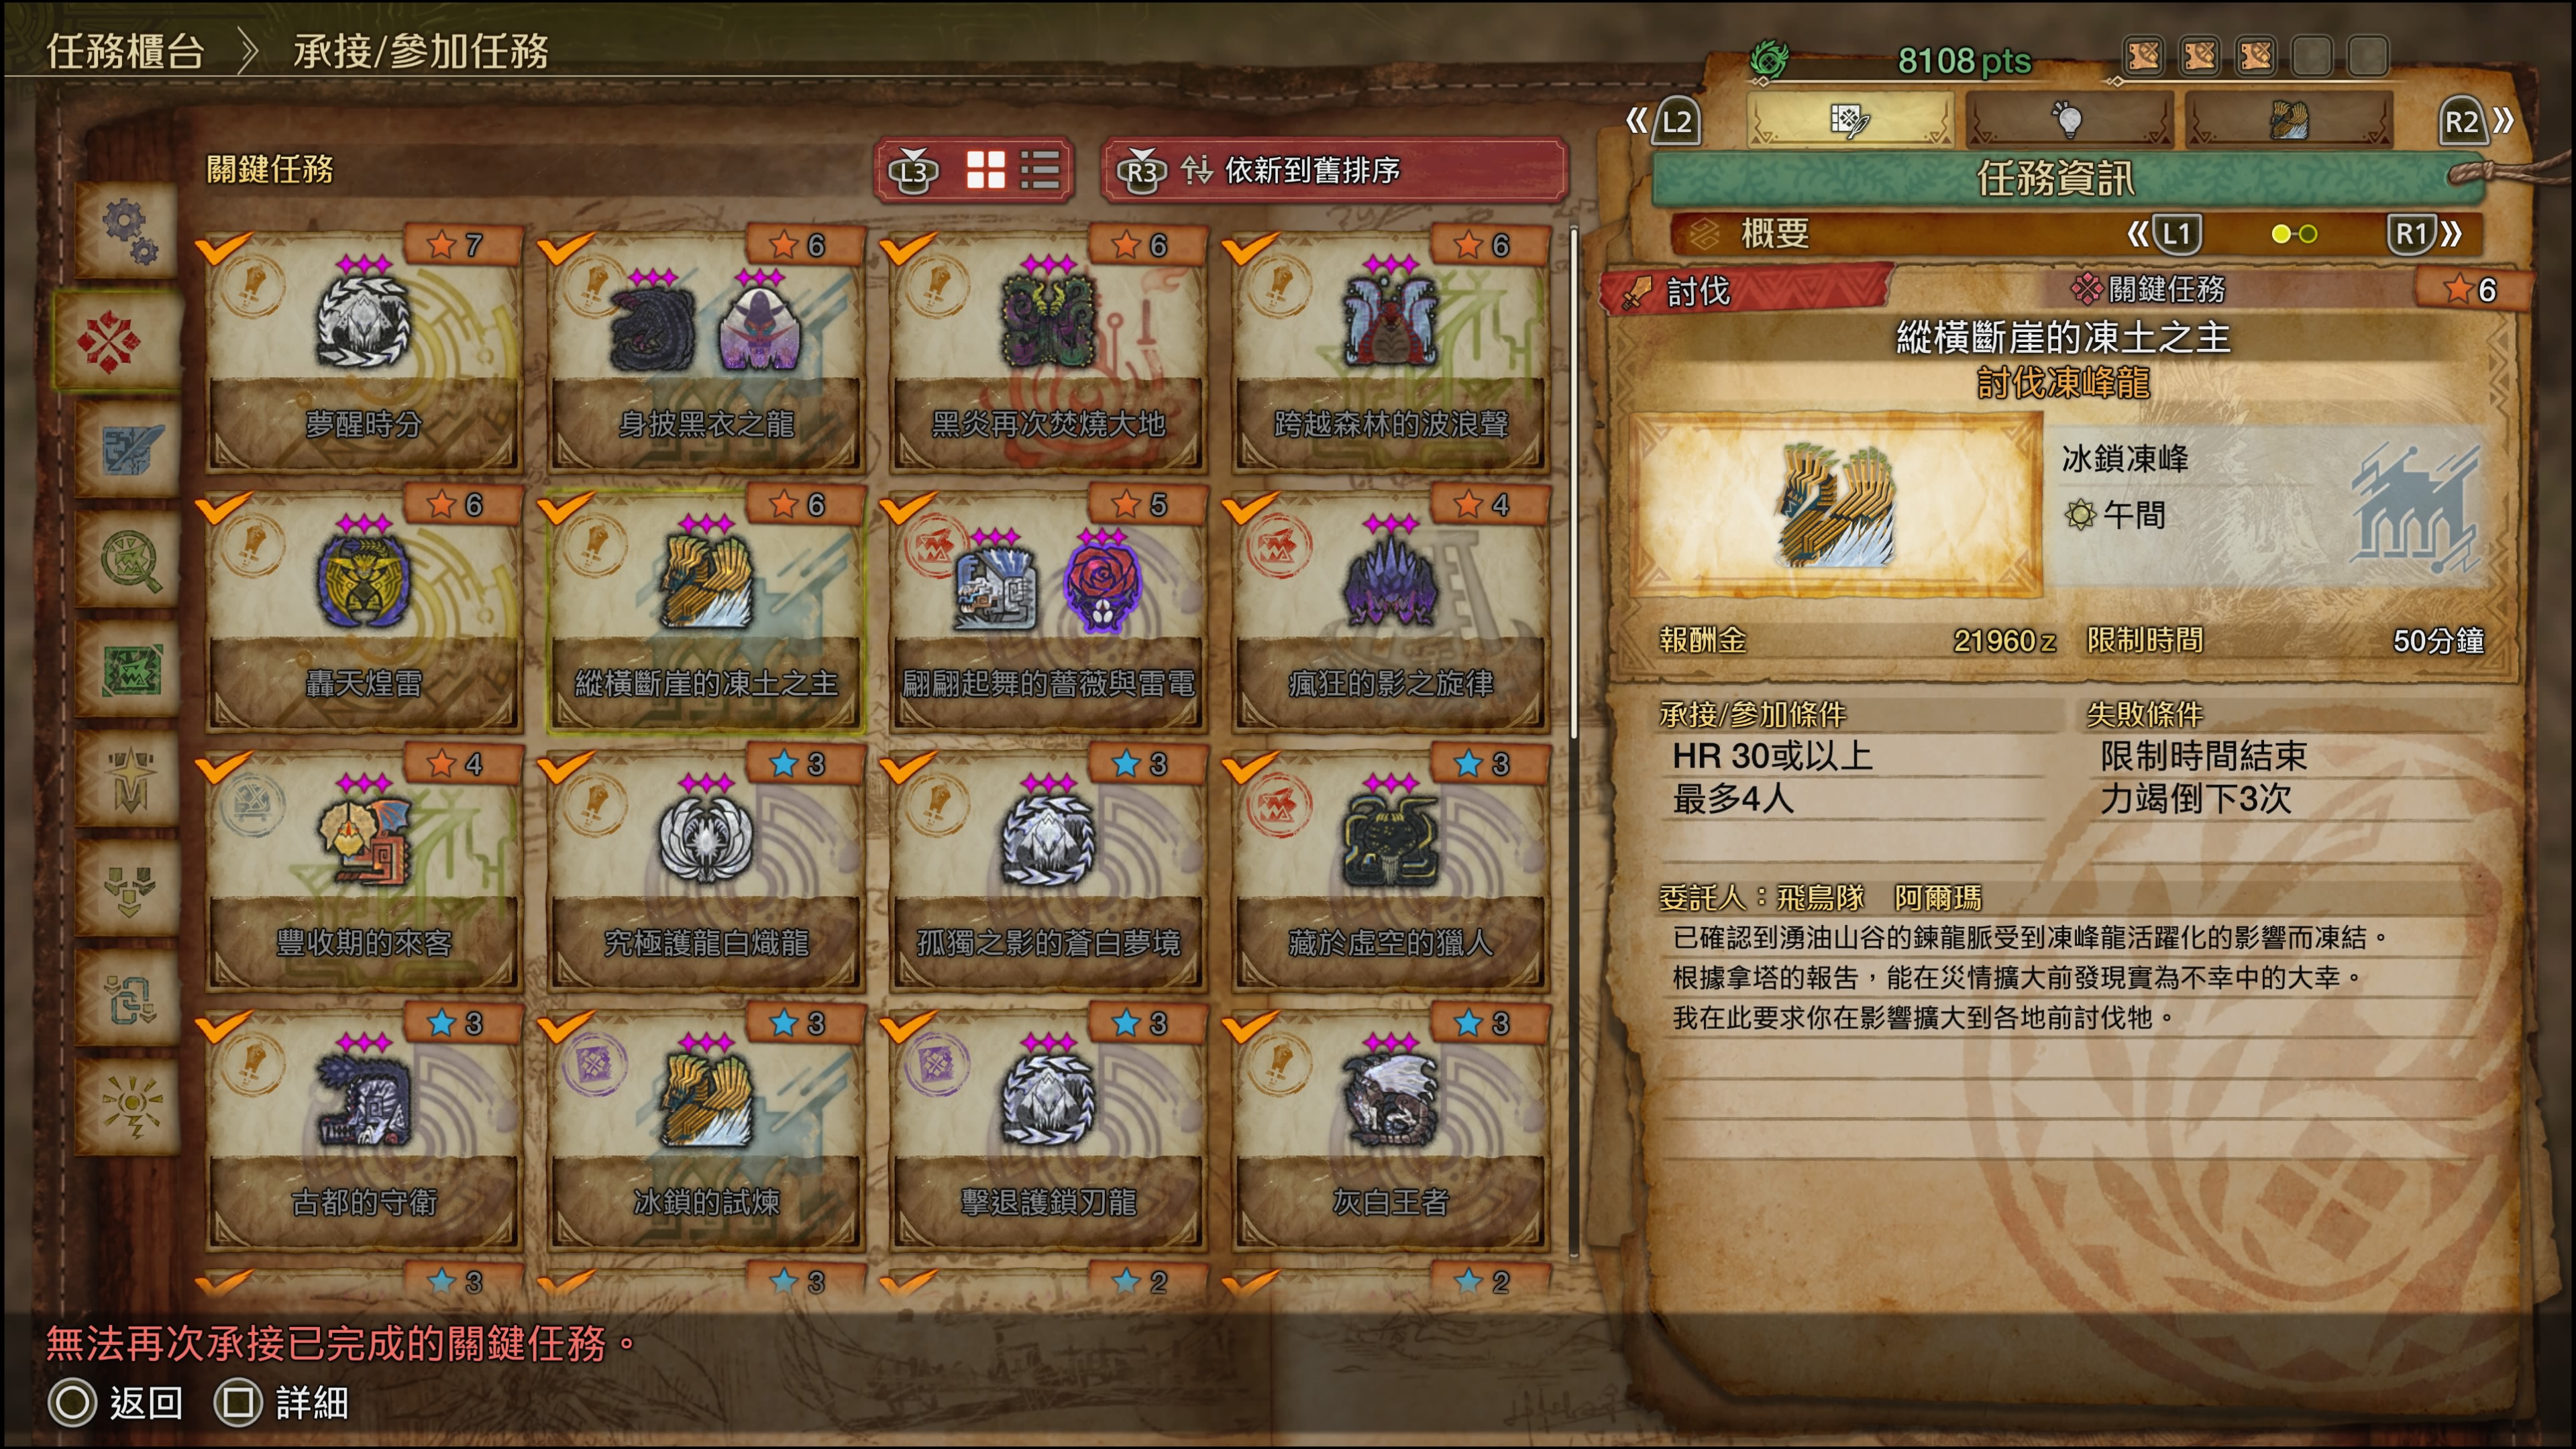 任務櫃台 承接/參加任務
8108 pts
L2 R2
關鍵任務 L3 R3 依新到舊排序
7 6 6 6
夢醒時分 身披黑衣之龍 黑炎再次焚燒大地 跨越森林的波浪聲
6 6 5 4
轟天煌雷 縱橫斷崖的凍土之主 翩翩起舞的薔薇與雷電 瘋狂的影之旋律
4 3 3 3
豐收期的來客 究極護龍白熾龍 孤獨之影的蒼白夢境 藏於虛空的獵人
3 3 3 3
古都的守衛 冰鎖的試煉 擊退護鎖刃龍 灰白王者
3 3 2 2
任務資訊
概要 L1 R1
討伐 關鍵任務 6
縱橫斷崖的凍土之主
討伐凍峰龍
冰鎖凍峰
午間
報酬金 21960 z 限制時間 50分鐘
承接/參加條件 失敗條件
HR 30或以上 限制時間結束
最多4人 力竭倒下3次
委託人：飛鳥隊　阿爾瑪
已確認到湧油山谷的鍊龍脈受到凍峰龍活躍化的影響而凍結。
根據拿塔的報告，能在災情擴大前發現實為不幸中的大幸。
我在此要求你在影響擴大到各地前討伐牠。
無法再次承接已完成的關鍵任務。
返回 詳細